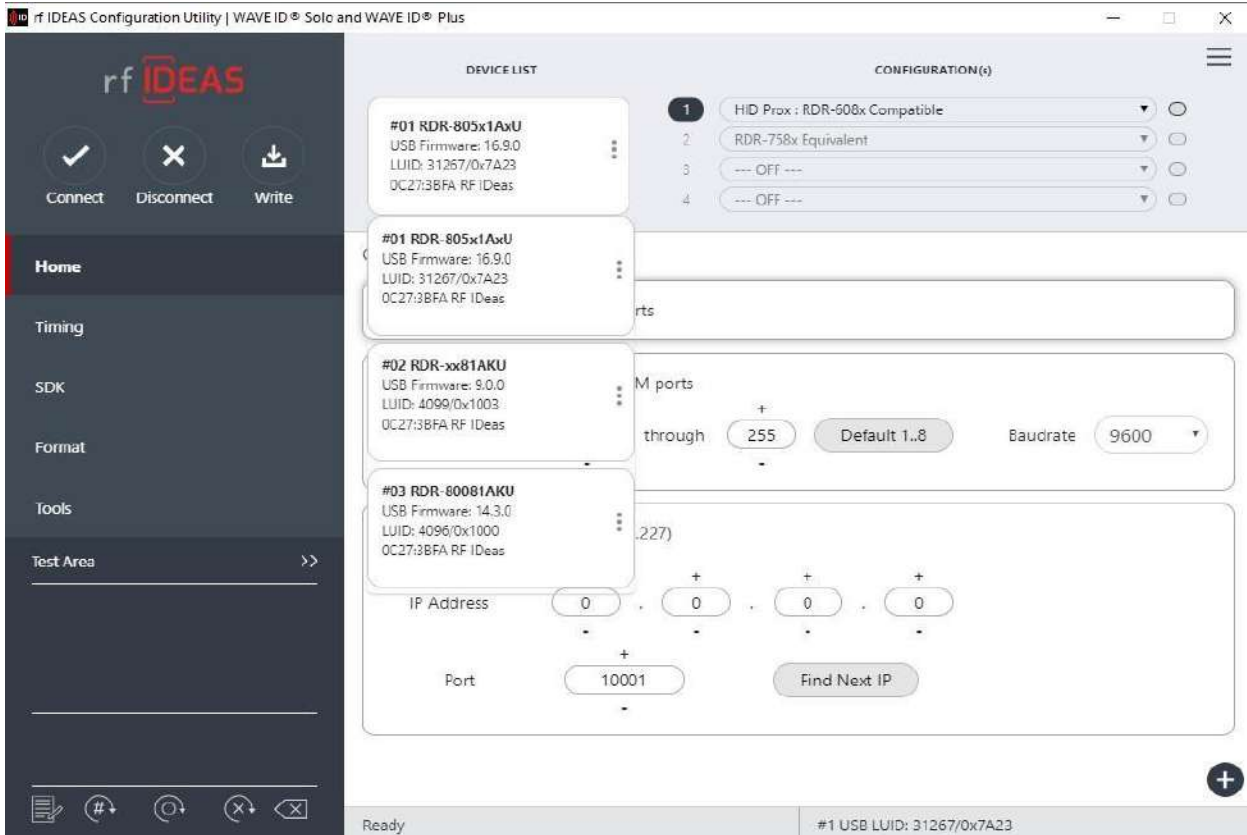 rf IDEAS Configuration Utility | WAVE ID® Solo and WAVE ID® Plus
rf IDEAS
Connect Disconnect Write
Home
Timing
SDK
Format
Tools
Test Area >>
DEVICE LIST
#01 RDR-805x1AxU
USB Firmware: 16.9.0
LUID: 31267/0x7A23
0C27:3BFA RF IDeas
#01 RDR-805x1AxU
USB Firmware: 16.9.0
LUID: 31267/0x7A23
0C27:3BFA RF IDeas
#02 RDR-xx81AKU
USB Firmware: 9.0.0
LUID: 4099/0x1003
0C27:3BFA RF IDeas
#03 RDR-80081AKU
USB Firmware: 14.3.0
LUID: 4096/0x1000
0C27:3BFA RF IDeas
CONFIGURATION(s)
1 HID Prox : RDR-608x Compatible
2 RDR-758x Equivalent
3 --- OFF ---
4 --- OFF ---
rts
M ports
+
through 255 Default 1..8 Baudrate 9600
- -
.227)
+ + +
IP Address 0 . 0 . 0 . 0
- - - -
+
Port 10001 Find Next IP
-
Ready #1 USB LUID: 31267/0x7A23